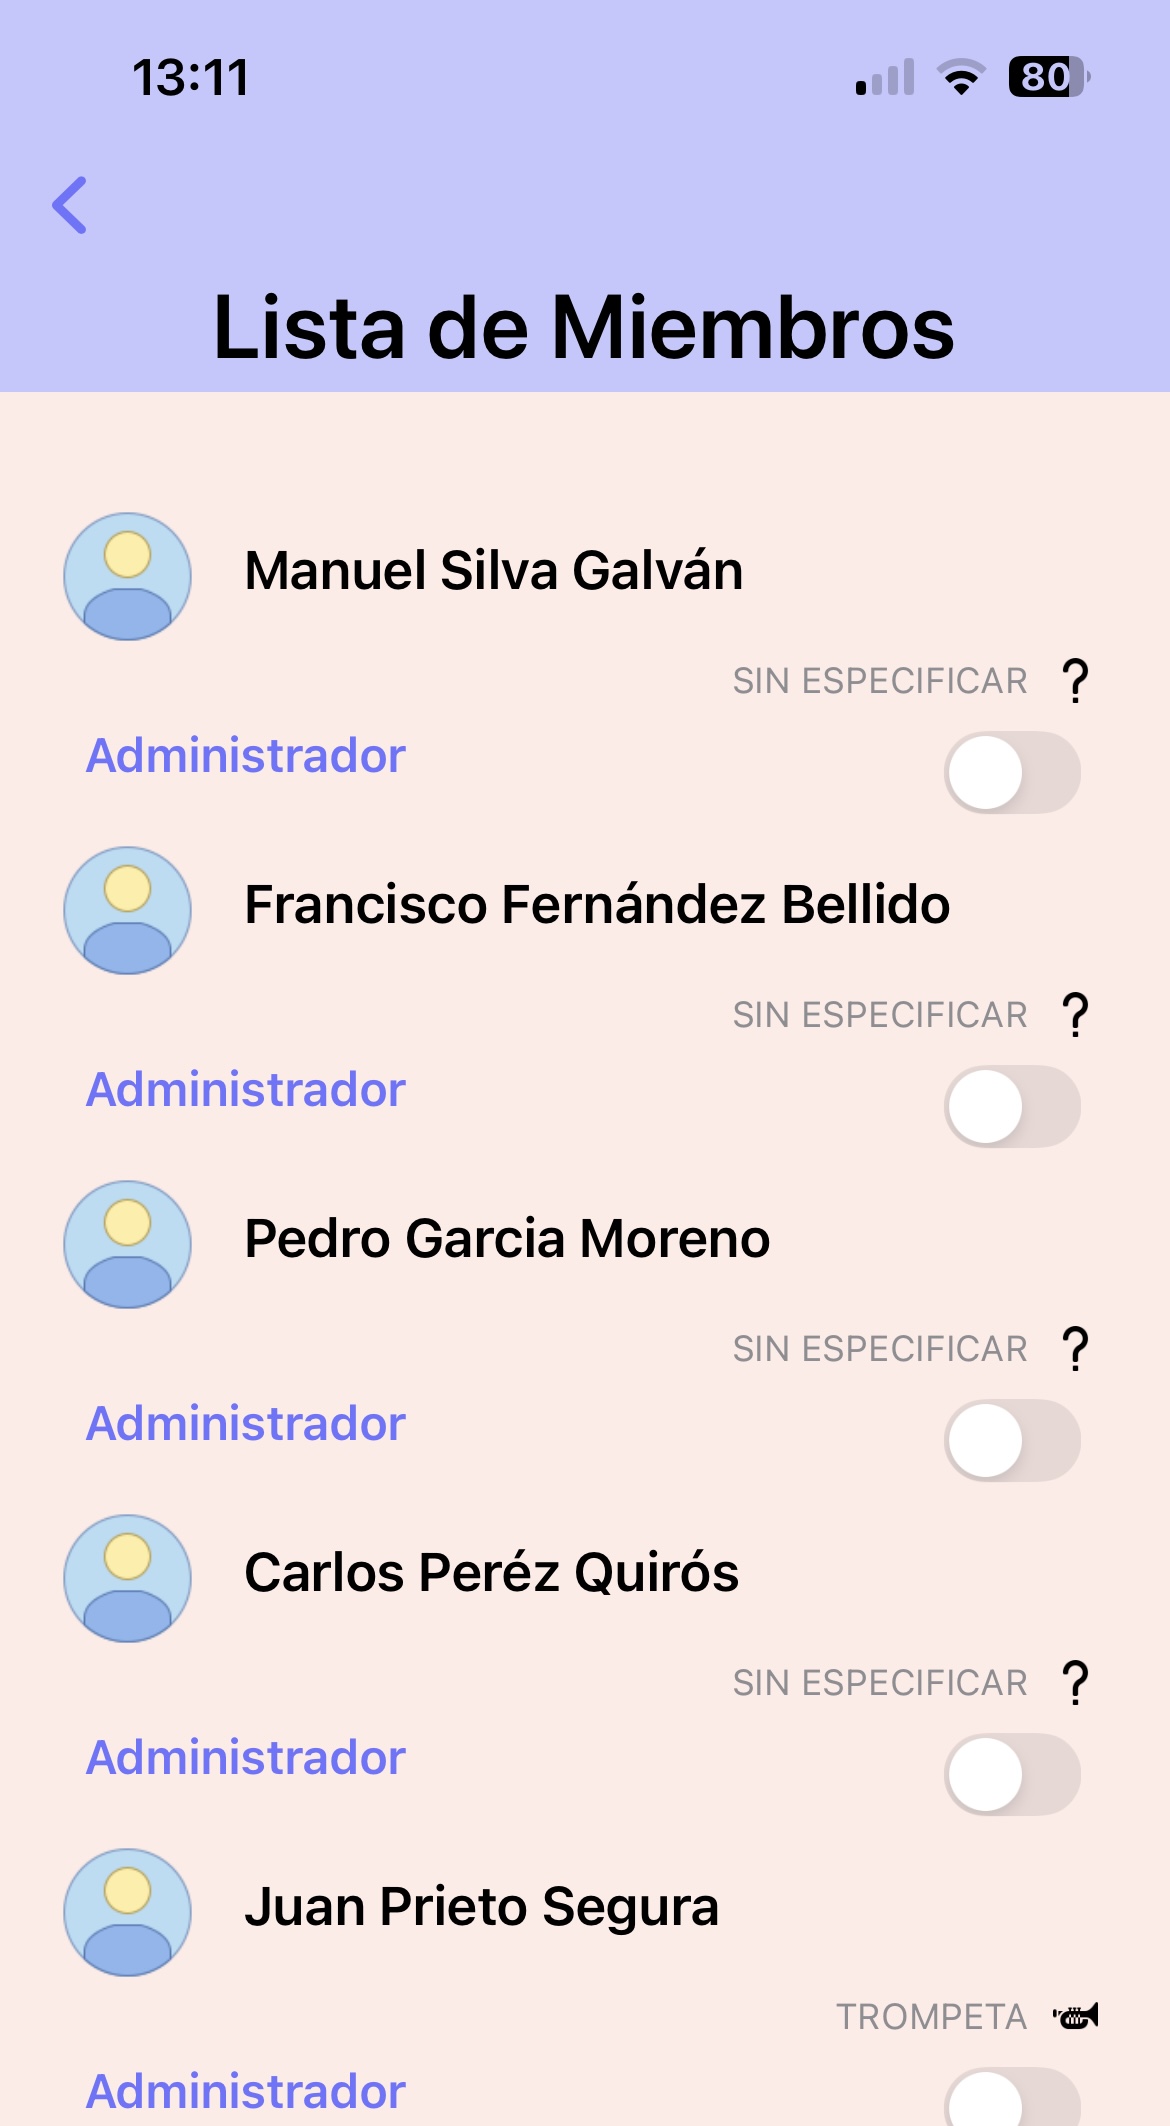 13:11
80
Lista de Miembros
Manuel Silva Galván
SIN ESPECIFICAR ?
Administrador
Francisco Fernández Bellido
SIN ESPECIFICAR ?
Administrador
Pedro Garcia Moreno
SIN ESPECIFICAR ?
Administrador
Carlos Peréz Quirós
SIN ESPECIFICAR ?
Administrador
Juan Prieto Segura
TROMPETA
Administrador